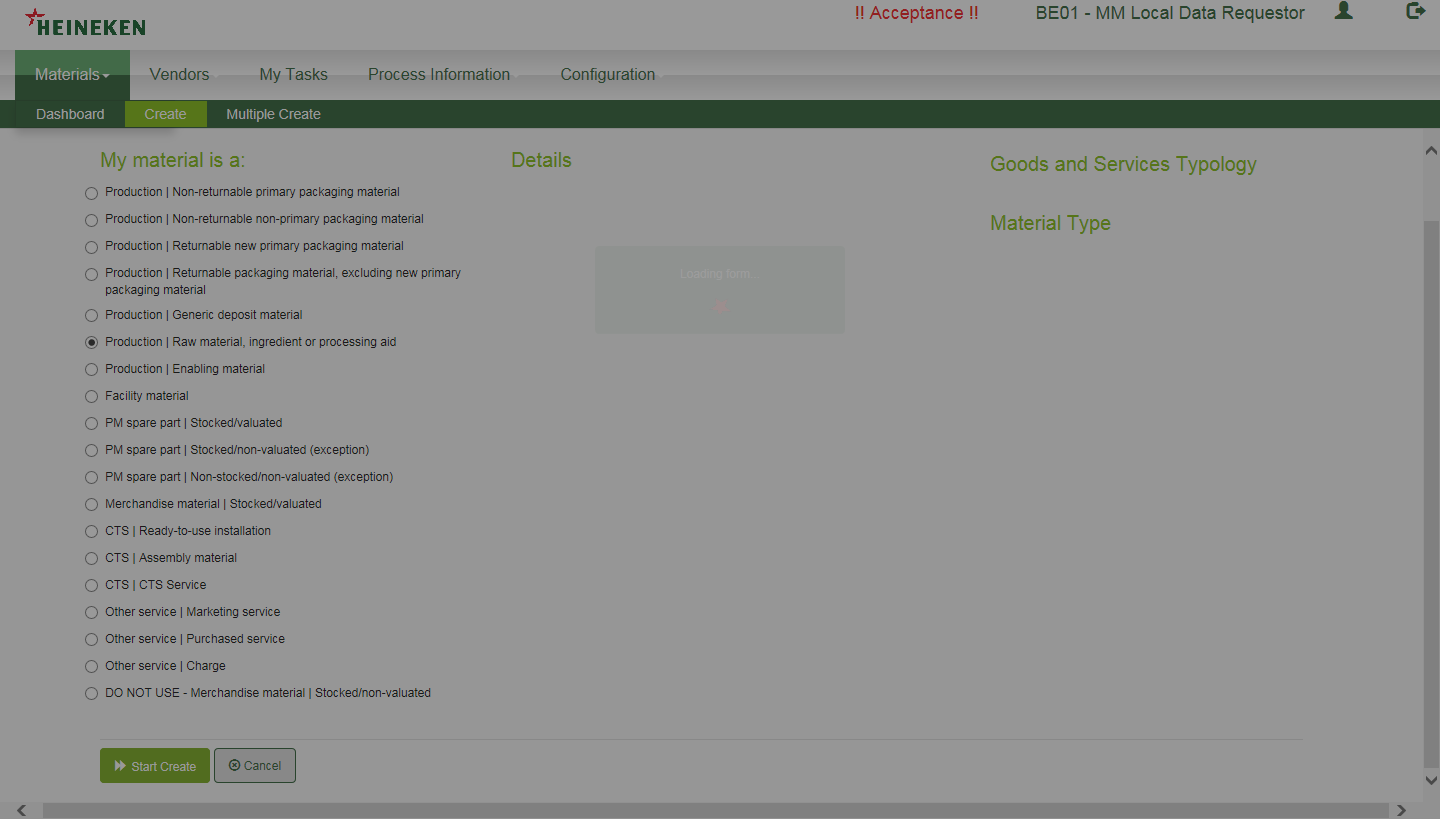 HEINEKEN
!! Acceptance !!
BE01 - MM Local Data Requestor
Materials
Vendors
My Tasks
Process Information
Configuration
Dashboard
Create
Multiple Create
My material is a:
Production | Non-returnable primary packaging material
Production | Non-returnable non-primary packaging material
Production | Returnable new primary packaging material
Production | Returnable packaging material, excluding new primary
packaging material
Production | Generic deposit material
Production | Raw material, ingredient or processing aid
Production | Enabling material
Facility material
PM spare part | Stocked/valuated
PM spare part | Stocked/non-valuated (exception)
PM spare part | Non-stocked/non-valuated (exception)
Merchandise material | Stocked/valuated
CTS | Ready-to-use installation
CTS | Assembly material
CTS | CTS Service
Other service | Marketing service
Other service | Purchased service
Other service | Charge
DO NOT USE - Merchandise material | Stocked/non-valuated
Details
Loading form...
Goods and Services Typology
Material Type
Start Create
Cancel